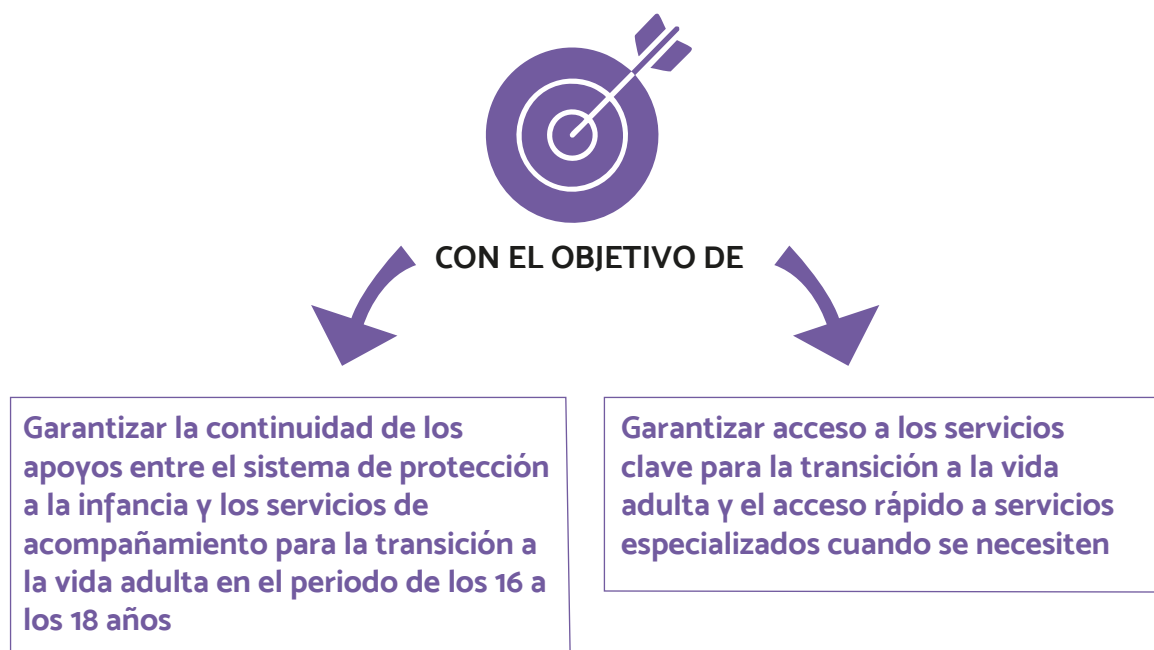 CON EL OBJETIVO DE
Garantizar la continuidad de los
apoyos entre el sistema de protección
a la infancia y los servicios de
acompañamiento para la transición a
la vida adulta en el periodo de los 16 a
los 18 años
Garantizar acceso a los servicios
clave para la transición a la vida
adulta y el acceso rápido a servicios
especializados cuando se necesiten